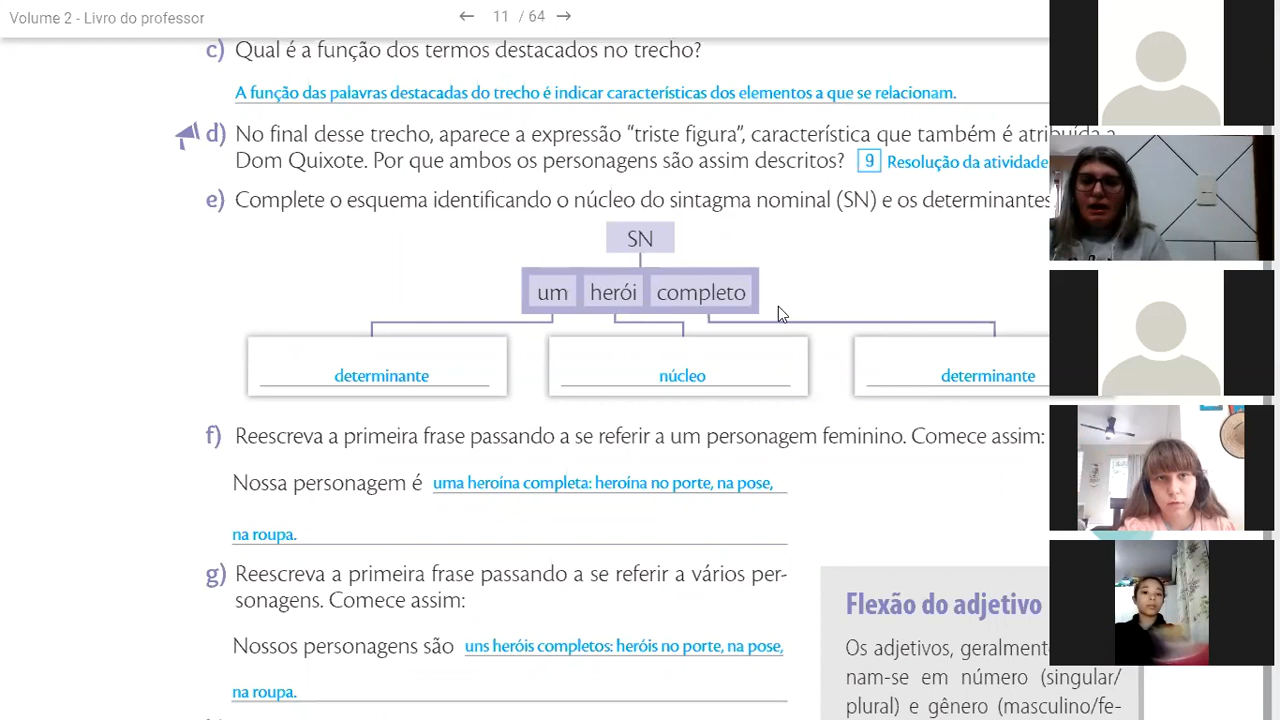 Volume 2 - Livro do professor
← 11 / 64 →
c) Qual é a função dos termos destacados no trecho?
A função das palavras destacadas do trecho é indicar características dos elementos a que se relacionam.
d) No final desse trecho, aparece a expressão “triste figura”, característica que também é atribuída a
Dom Quixote. Por que ambos os personagens são assim descritos? 9 Resolução da atividade
e) Complete o esquema identificando o núcleo do sintagma nominal (SN) e os determinantes
SN
um herói completo
determinante núcleo determinante
f) Reescreva a primeira frase passando a se referir a um personagem feminino. Comece assim:
Nossa personagem é uma heroína completa: heroína no porte, na pose,
na roupa.
g) Reescreva a primeira frase passando a se referir a vários per-
sonagens. Comece assim:
Nossos personagens são uns heróis completos: heróis no porte, na pose,
na roupa.
Flexão do adjetivo
Os adjetivos,
nam-se em número (singular/
plural) e gênero (masculino/fe-